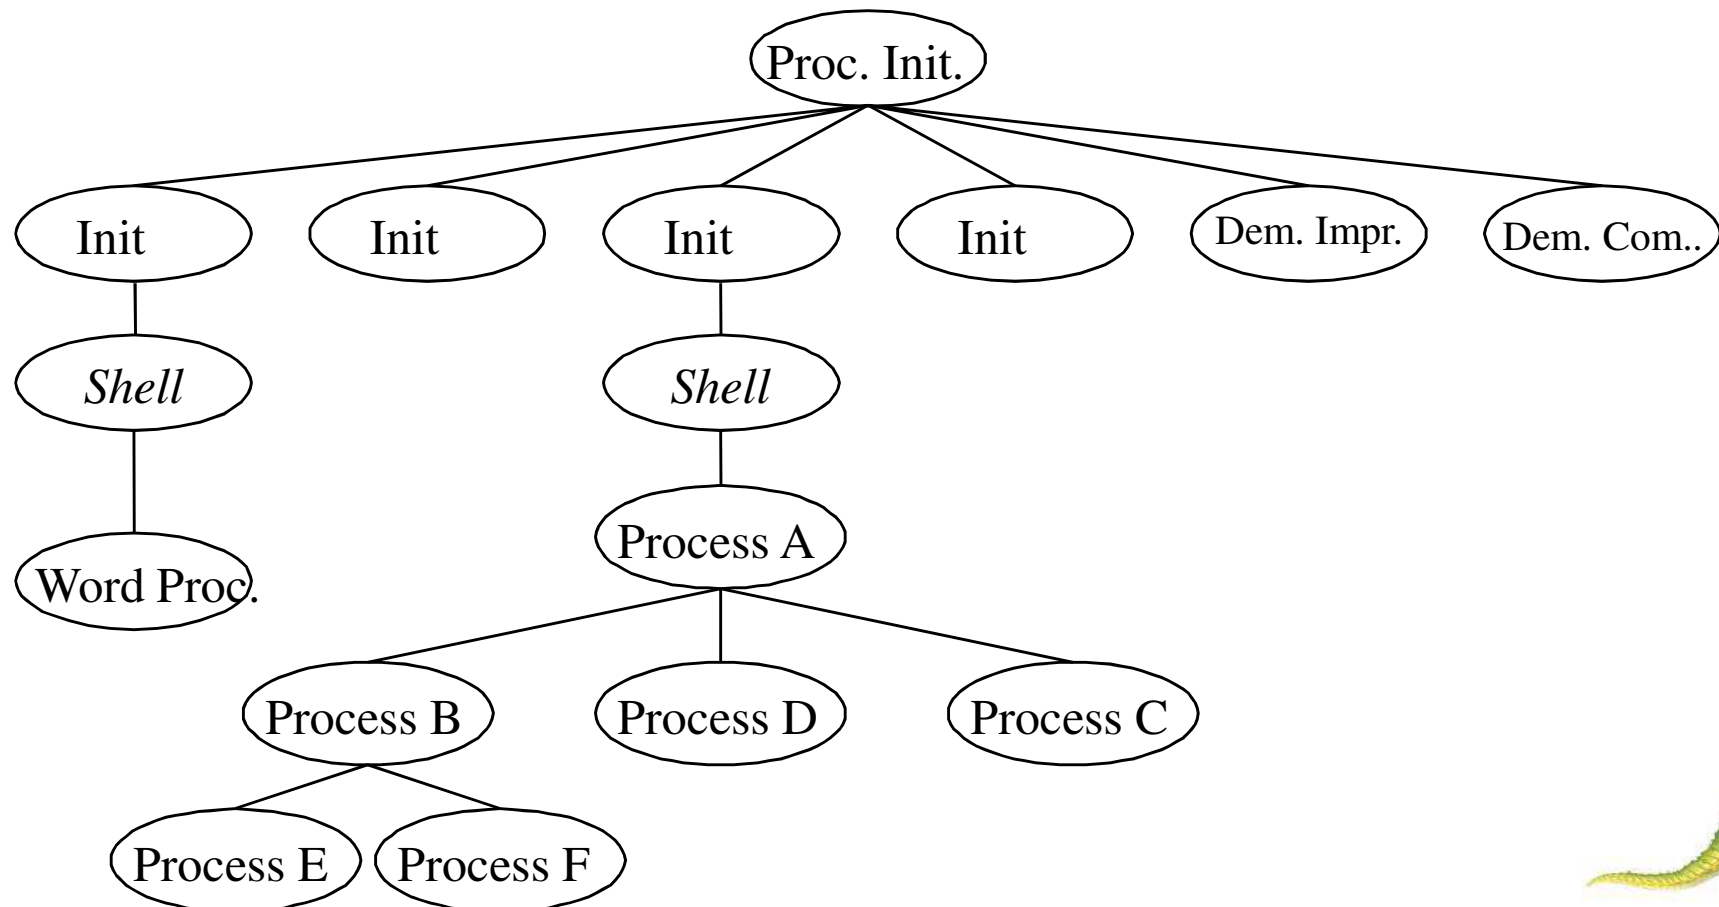 Proc. Init.
Init
Init
Init
Init
Dem. Impr.
Dem. Com..
Shell
Shell
Process A
Word Proc.
Process B
Process D
Process C
Process E
Process F